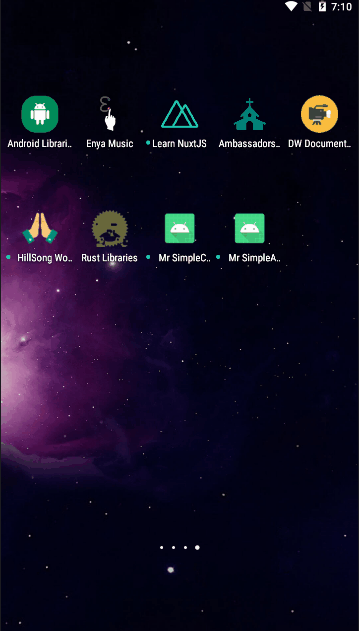 7:10
Android Librari..
Enya Music
Learn NuxtJS
Ambassadors..
DW Document..
HillSong Wo..
Rust Libraries
Mr SimpleC..
Mr SimpleA..